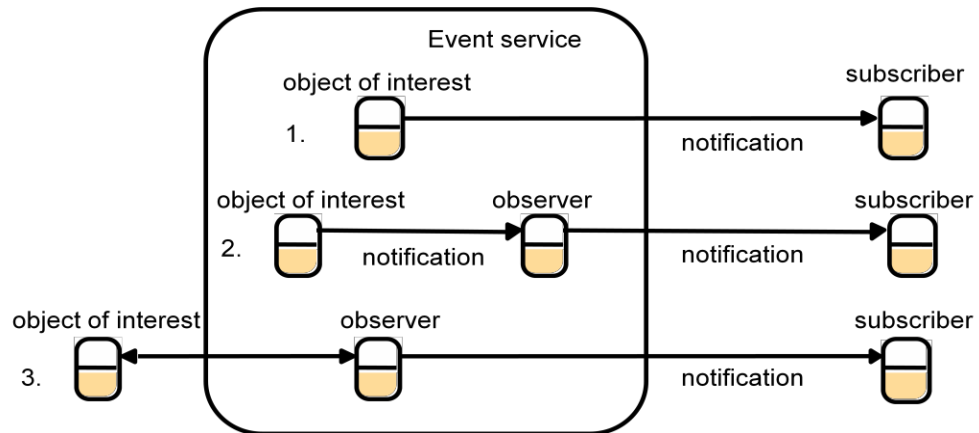 Event service
object of interest
subscriber
1.
notification
object of interest
observer
subscriber
2.
notification
notification
object of interest
observer
subscriber
3.
notification